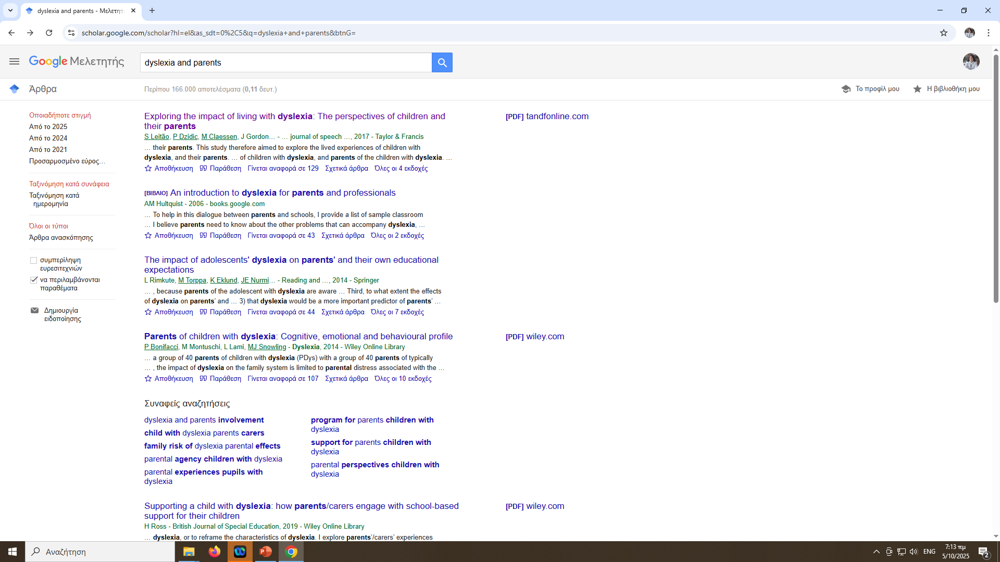 dyslexia and parents - Μελετητ
scholar.google.com/scholar?hl=el&as_sdt=0%2C5&q=dyslexia+and+parents&btnG=
Google Μελετητής
dyslexia and parents
Άρθρα
Περίπου 166.000 αποτελέσματα (0,11 δευτ.)
Το προφίλ μου
Η βιβλιοθήκη μου
Οποιαδήποτε στιγμή
Από το 2025
Από το 2024
Από το 2021
Προσαρμοσμένο εύρος...
Ταξινόμηση κατά συνάφεια
Ταξινόμηση κατά
ημερομηνία
Όλοι οι τύποι
Άρθρα ανασκόπησης
συμπερίληψη
ευρεσιτεχνιών
να περιλαμβάνονται
παραθέματα
Δημιουργία
ειδοποίησης
Exploring the impact of living with dyslexia: The perspectives of children and
their parents
S Leitão, P Dzidic, M Claessen, J Gordon… - … journal of speech …, 2017 - Taylor & Francis
… their parents. This study therefore aimed to explore the lived experiences of children with
dyslexia, and their parents. … of children with dyslexia, and parents of the children with dyslexia. …
Αποθήκευση Παράθεση Γίνεται αναφορά σε 129 Σχετικά άρθρα Όλες οι 4 εκδοχές
[PDF] tandfonline.com
[ΒΙΒΛΙΟ] An introduction to dyslexia for parents and professionals
AM Hultquist - 2006 - books.google.com
… To help in this dialogue between parents and schools, I provide a list of sample classroom
… I believe parents need to know about the other problems that can accompany dyslexia, …
Αποθήκευση Παράθεση Γίνεται αναφορά σε 43 Σχετικά άρθρα Όλες οι 2 εκδοχές
The impact of adolescents' dyslexia on parents' and their own educational
expectations
L Rimkute, M Torppa, K Eklund, JE Nurmi… - Reading and …, 2014 - Springer
… , because parents of the adolescent with dyslexia are aware … Third, to what extent the effects
of dyslexia on parents’ and … 3) that dyslexia would be a more important predictor of parents’ …
Αποθήκευση Παράθεση Γίνεται αναφορά σε 44 Σχετικά άρθρα Όλες οι 7 εκδοχές
Parents of children with dyslexia: Cognitive, emotional and behavioural profile
P Bonifacci, M Montuschi, L Lami, MJ Snowling - Dyslexia, 2014 - Wiley Online Library
… a group of 40 parents of children with dyslexia (PDys) with a group of 40 parents of typically
… , the impact of dyslexia on the family system is limited to parental distress associated with the …
Αποθήκευση Παράθεση Γίνεται αναφορά σε 107 Σχετικά άρθρα Όλες οι 10 εκδοχές
[PDF] wiley.com
Συναφείς αναζητήσεις
dyslexia and parents involvement
child with dyslexia parents carers
family risk of dyslexia parental effects
parental agency children with dyslexia
parental experiences pupils with
dyslexia
program for parents children with
dyslexia
support for parents children with
dyslexia
parental perspectives children with
dyslexia
Supporting a child with dyslexia: how parents/carers engage with school-based
support for their children
H Ross - British Journal of Special Education, 2019 - Wiley Online Library
… dyslexia, or to reframe the characteristics of dyslexia. I explore parents’/carers’ experiences
[PDF] wiley.com
Αναζήτηση
ENG
7:13 πμ
5/10/2025
2